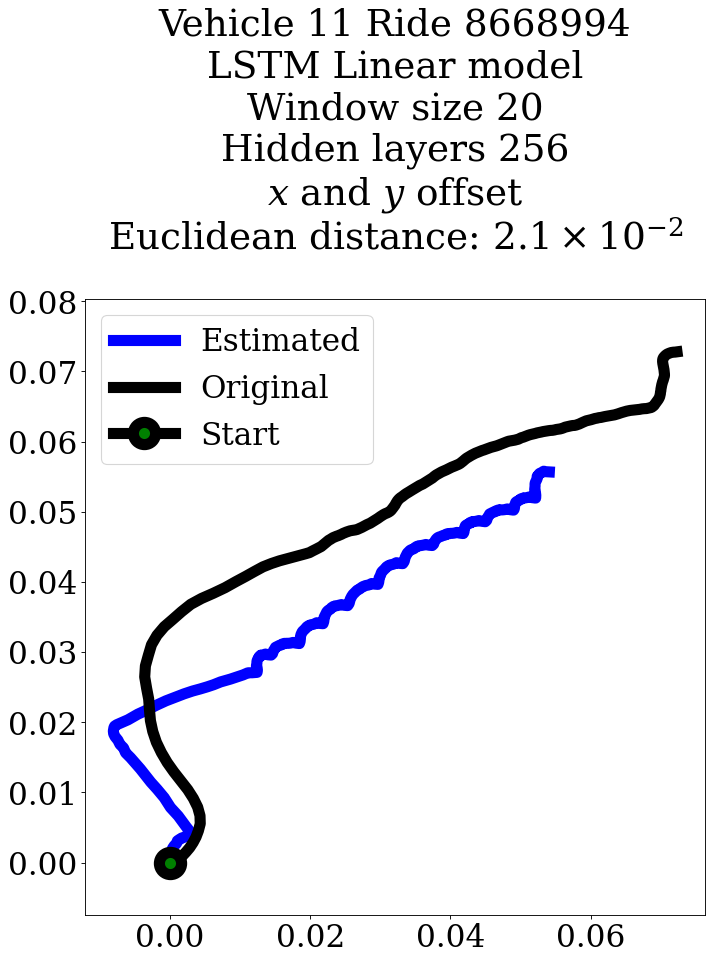 Vehicle 11 Ride 8668994
LSTM Linear model
Window size 20
Hidden layers 256
x and y offset
Euclidean distance: 2.1 × 10⁻²
0.08
0.07
0.06
0.05
0.04
0.03
0.02
0.01
0.00
Estimated
Original
Start
0.00 0.02 0.04 0.06